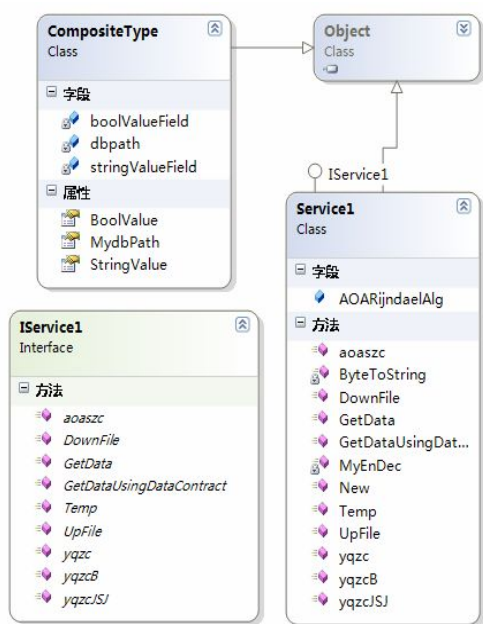 CompositeType
Class
字段
boolValueField
dbpath
stringValueField
属性
BoolValue
MydbPath
StringValue
Object
Class
IService1
Service1
Class
字段
AOARijndaelAlg
方法
aoaszc
ByteToString
DownFile
GetData
GetDataUsingDat...
MyEnDec
New
Temp
UpFile
yqzc
yqzcB
yqzcJSJ
IService1
Interface
方法
aoaszc
DownFile
GetData
GetDataUsingDataContract
Temp
UpFile
yqzc
yqzcB
yqzcJSJ